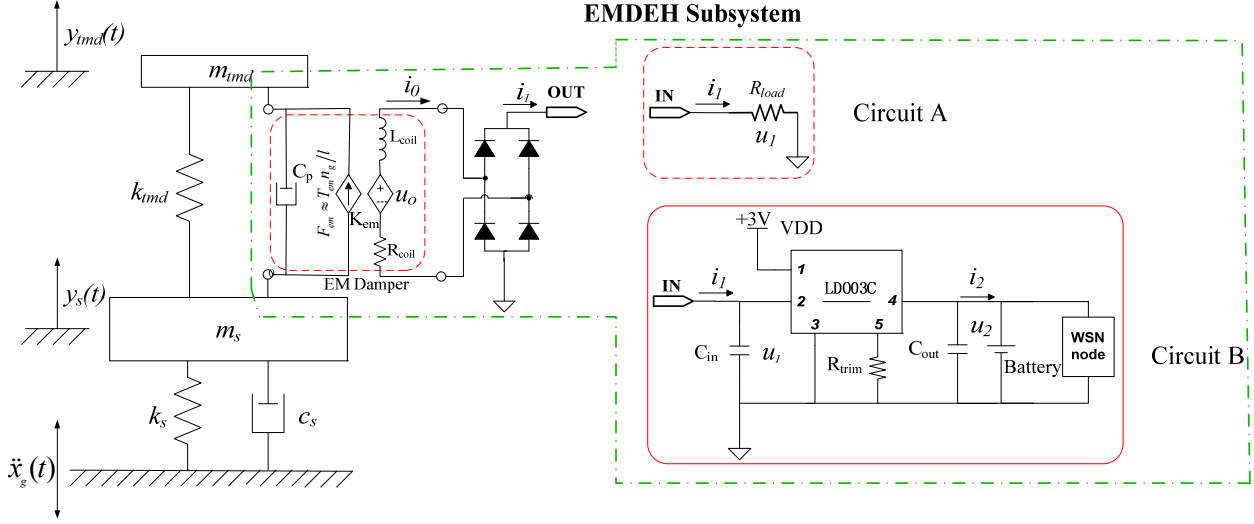 EMDEH Subsystem
y_tmd(t)
m_tmd
i_0
i_1
OUT
IN
i_1
R_load
u_1
Circuit A
L_coil
C_p
F_em ≈ T_em n_g/l
K_em
+
---
u_o
k_tmd
R_coil
EM Damper
y_s(t)
m_s
+3V
VDD
1
IN
i_1
2
LD003C
4
i_2
3
5
C_in
u_1
R_trim
C_out
u_2
Battery
WSN
node
Circuit B
k_s
c_s
ẍ_g(t)